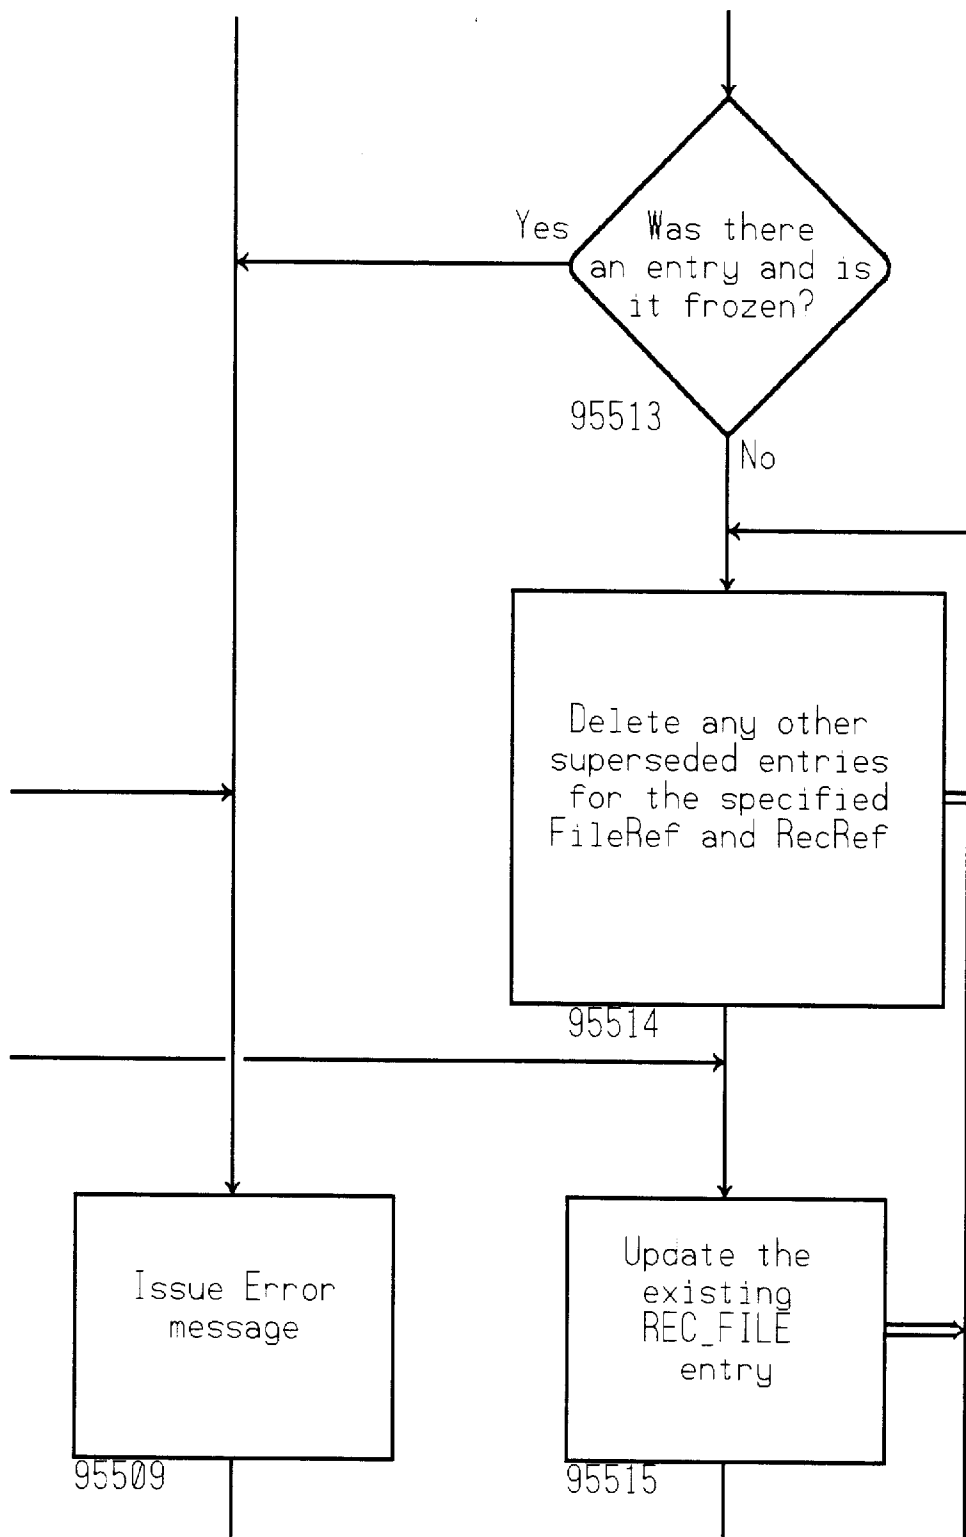 Yes
Was there
an entry and is
it frozen?
95513
No
Delete any other
superseded entries
for the specified
FileRef and RecRef
95514
Issue Error
message
95509
Update the
existing
REC_FILE
entry
95515